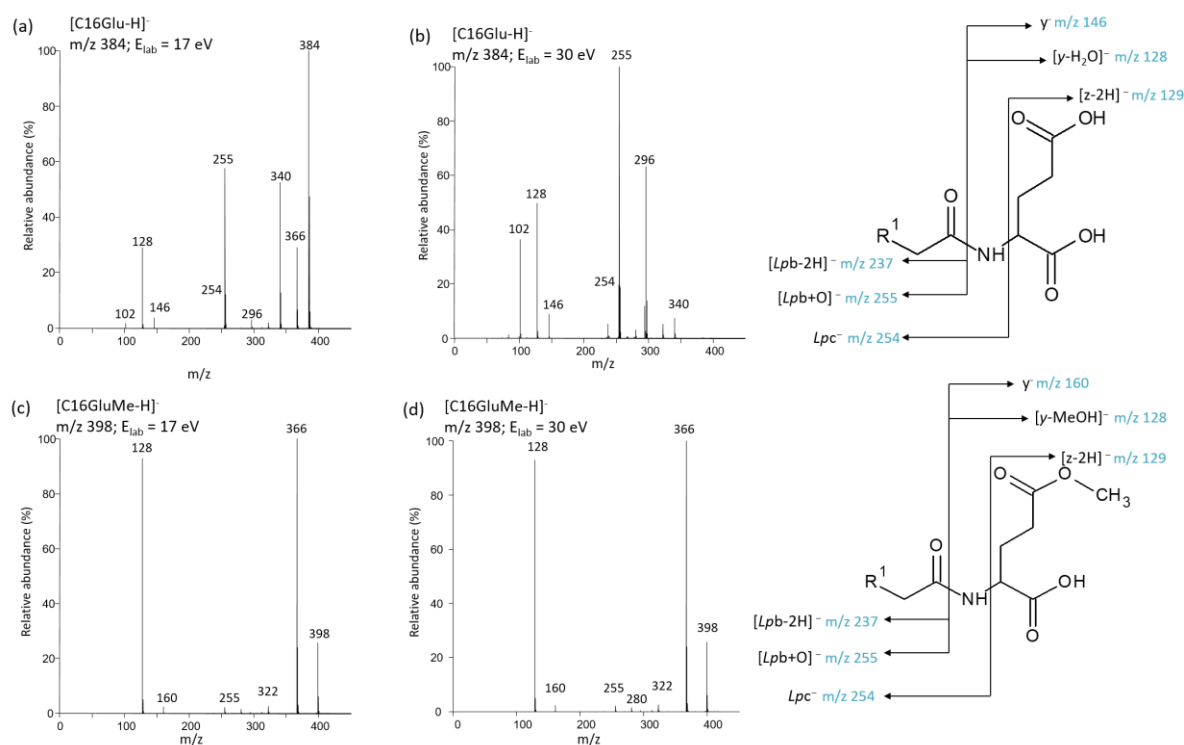 (a)
[C16Glu-H]-
m/z 384; Elab = 17 eV
Relative abundance (%)
100
80
60
40
20
0
384
255
340
366
128
254
102
146
296
0
100
200
300
400
m/z
(b)
[C16Glu-H]-
m/z 384; Elab = 30 eV
Relative abundance (%)
100
80
60
40
20
0
255
296
128
102
254
146
340
0
100
200
300
400
y- m/z 146
[y-H2O]- m/z 128
[z-2H]- m/z 129
O
OH
O
R1
NH
OH
O
[Lpb-2H]- m/z 237
[Lpb+O]- m/z 255
Lpc- m/z 254
(c)
[C16GluMe-H]-
m/z 398; Elab = 17 eV
Relative abundance (%)
100
80
60
40
20
0
366
128
398
160
255
322
0
100
200
300
400
m/z
(d)
[C16GluMe-H]-
m/z 398; Elab = 30 eV
Relative abundance (%)
100
80
60
40
20
0
366
128
398
160
255
280
322
0
100
200
300
400
m/z
y- m/z 160
[y-MeOH]- m/z 128
[z-2H]- m/z 129
O
O
CH3
O
R1
NH
OH
O
[Lpb-2H]- m/z 237
[Lpb+O]- m/z 255
Lpc- m/z 254